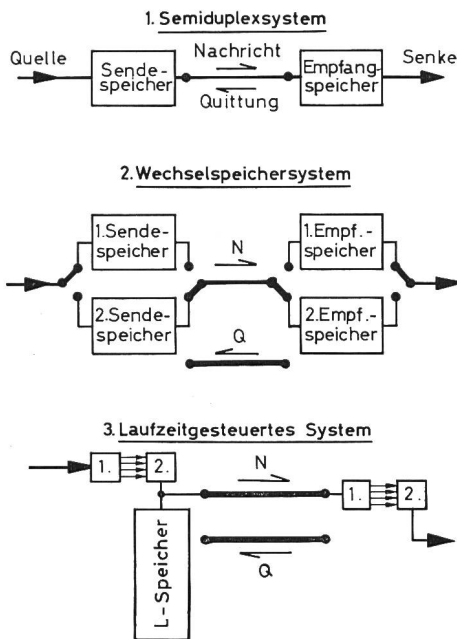 1. Semiduplexsystem
Quelle
Nachricht
Senke
Sende-
speicher
Empfang-
speicher
Quittung
2. Wechselspeichersystem
1.Sende-
speicher
N
1.Empf.-
speicher
2.Sende-
speicher
2.Empf.-
speicher
Q
3. Laufzeitgesteuertes System
1.
2.
N
1.
2.
L-Speicher
Q